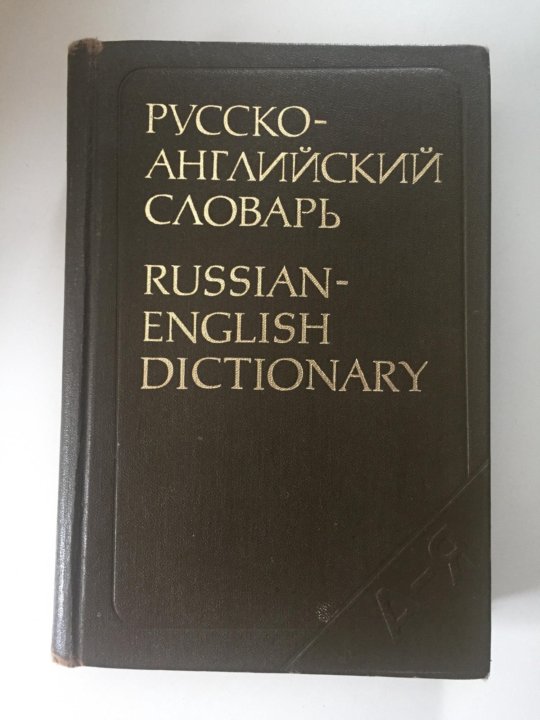 РУССКО-
АНГЛИЙСКИЙ
СЛОВАРЬ
RUSSIAN-
ENGLISH
DICTIONARY
А-Я